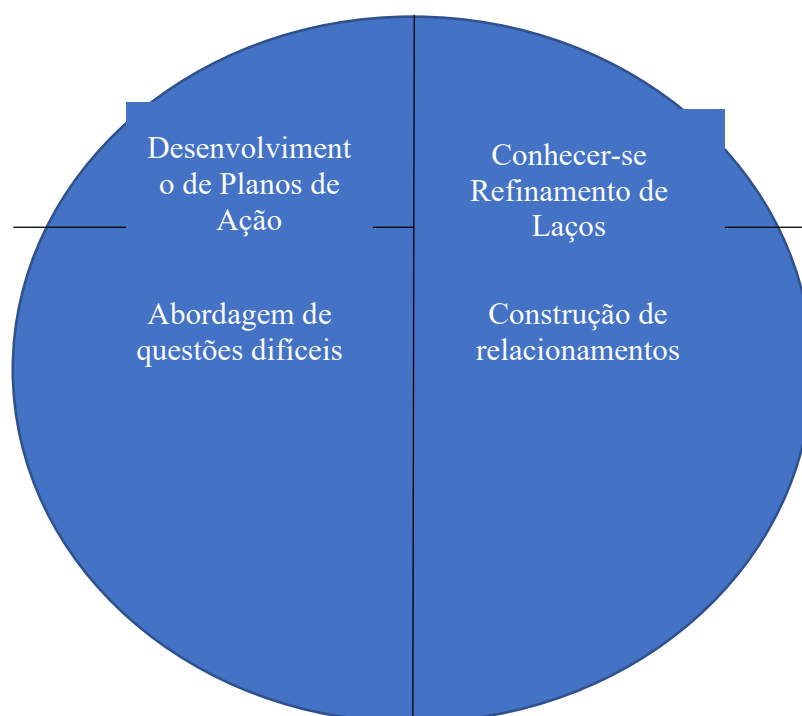 Desenvolviment
o de Planos de
Ação
Conhecer-se
Refinamento de
Laços
Abordagem de
questões difíceis
Construção de
relacionamentos